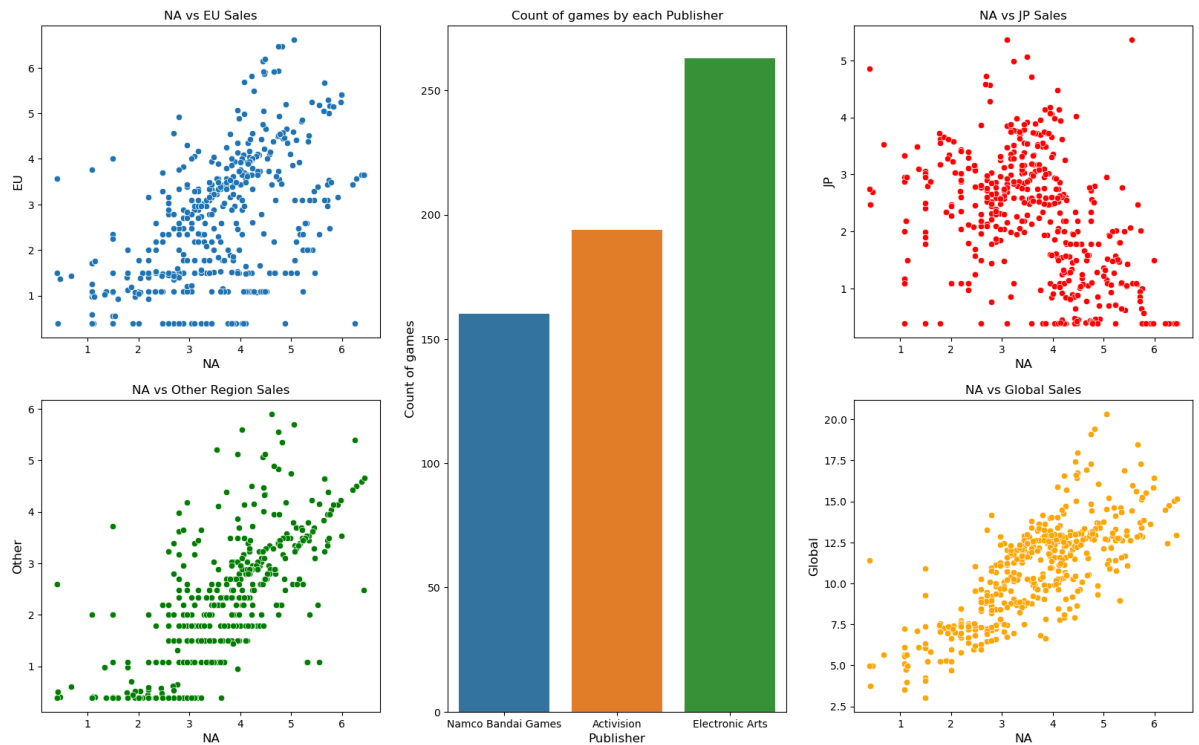 NA vs EU Sales
EU
6
5
4
3
2
1
1 2 3 4 5 6
NA
NA vs Other Region Sales
Other
6
5
4
3
2
1
1 2 3 4 5 6
NA
Count of games by each Publisher
Count of games
250
200
150
100
50
0
Namco Bandai Games Activision Electronic Arts
Publisher
NA vs JP Sales
JP
5
4
3
2
1
1 2 3 4 5 6
NA
NA vs Global Sales
Global
20.0
17.5
15.0
12.5
10.0
7.5
5.0
2.5
1 2 3 4 5 6
NA